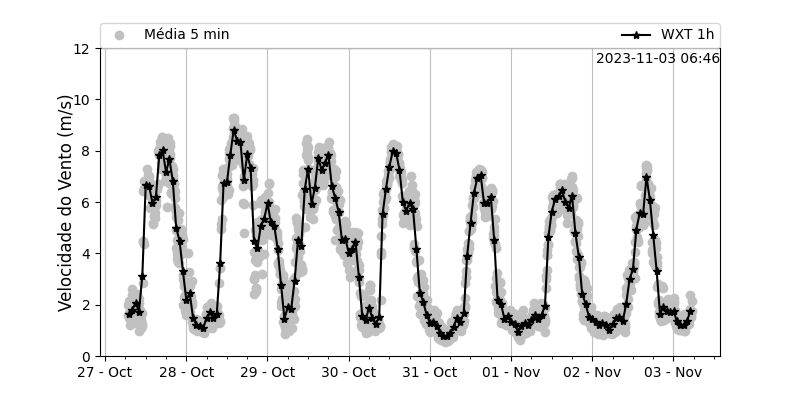 Média 5 min
WXT 1h
2023-11-03 06:46
Velocidade do Vento (m/s)
12
10
8
6
4
2
0
27 - Oct
28 - Oct
29 - Oct
30 - Oct
31 - Oct
01 - Nov
02 - Nov
03 - Nov